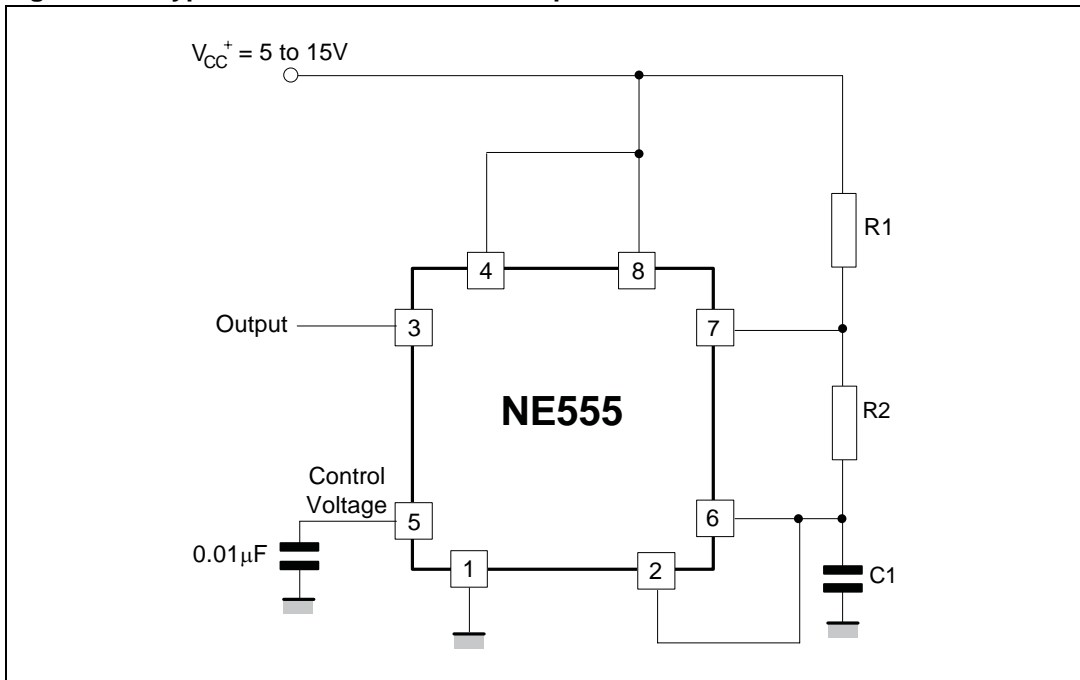 V_CC^+ = 5 to 15V
R1
4
8
Output
3
7
NE555
R2
Control
Voltage
5
6
0.01μF
1
2
C1